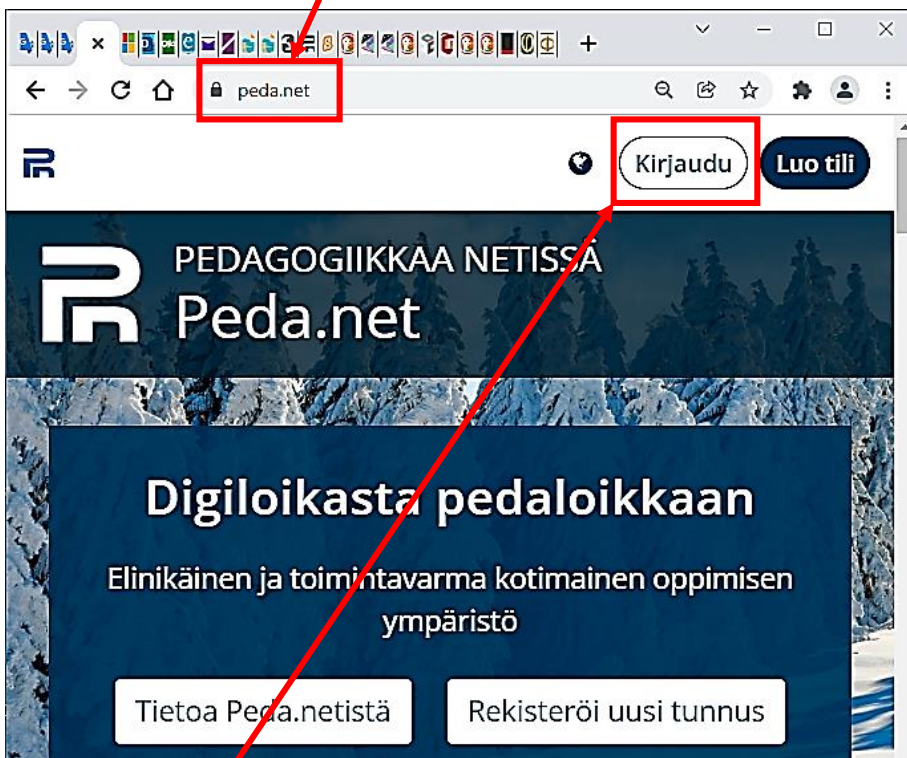 peda.net
Kirjaudu
Luo tili
PEDAGOGIIKKAA NETISSÄ
Peda.net
Digiloikasta pedaloikkaan
Elinikäinen ja toimintavarma kotimainen oppimisen
ympäristö
Tietoa Peda.netistä
Rekisteröi uusi tunnus